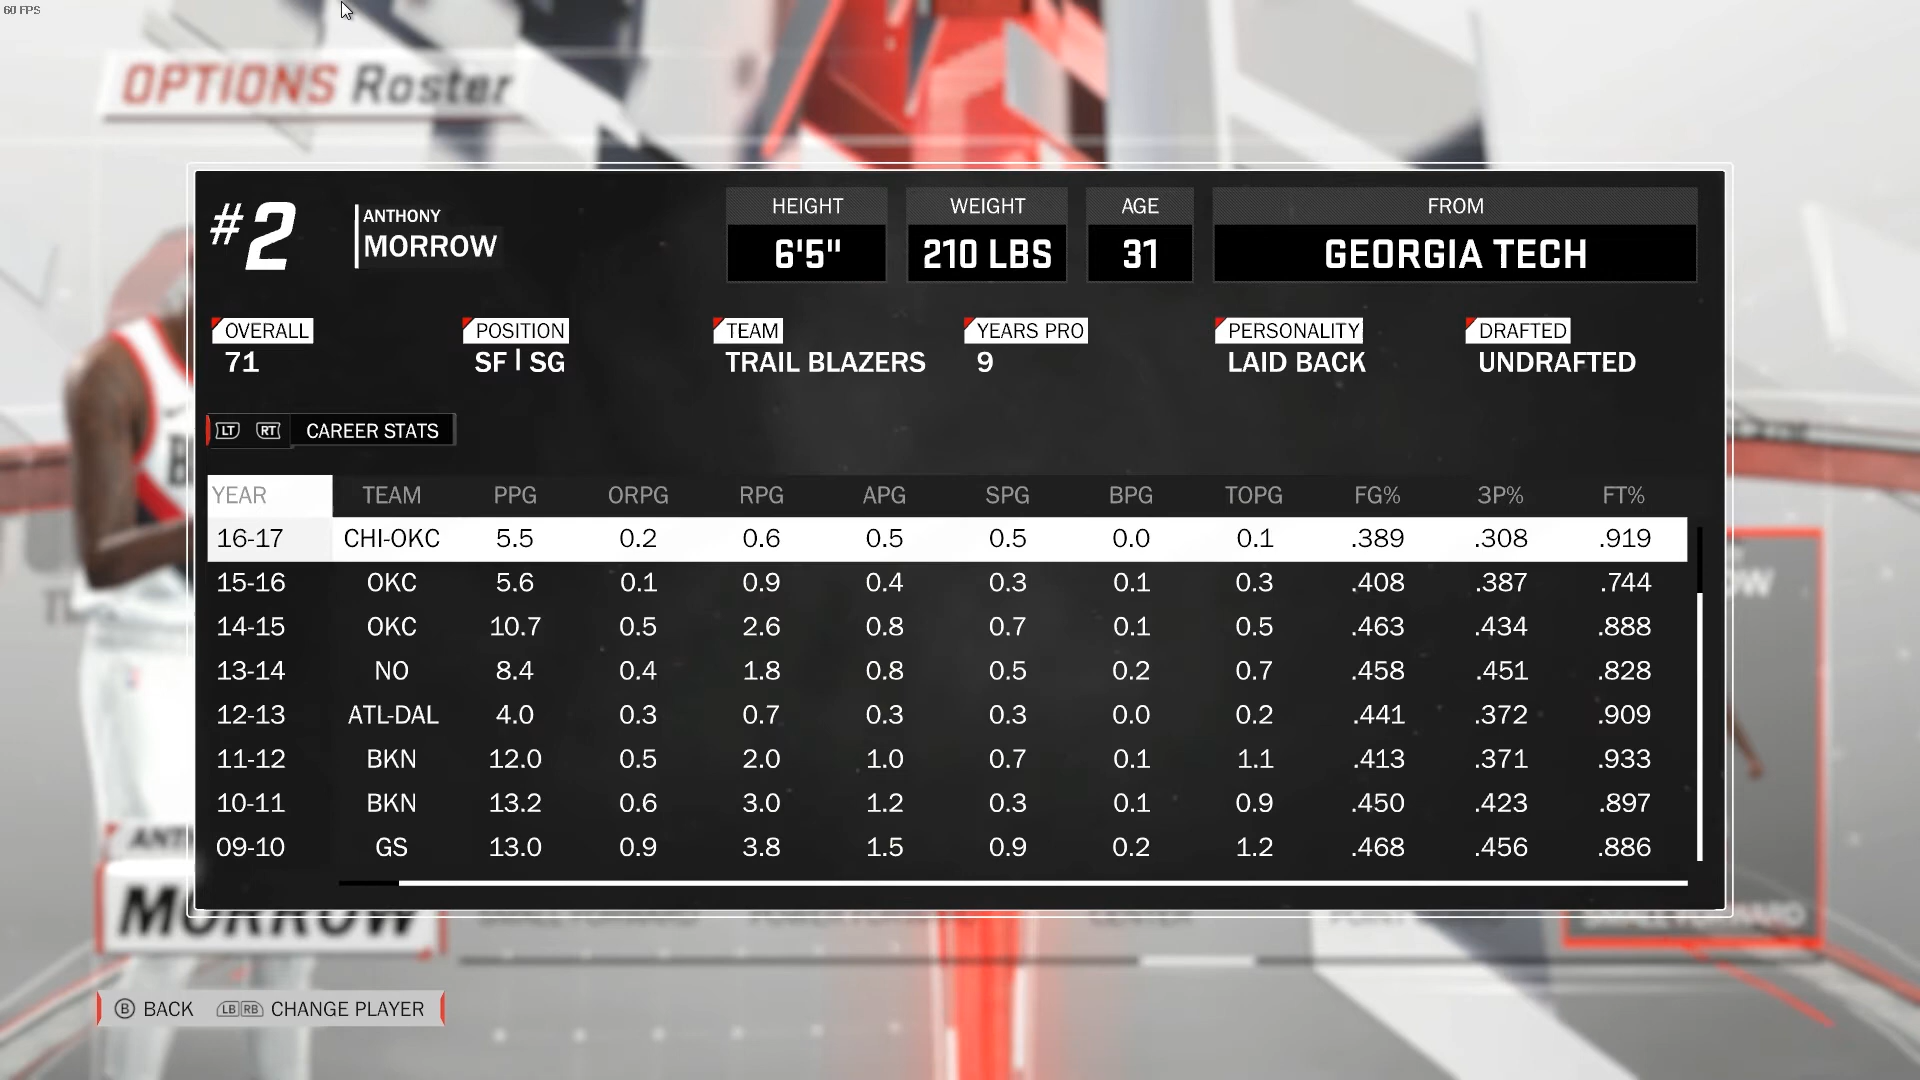 60 FPS
OPTIONS Roster
#2
ANTHONY
MORROW
HEIGHT WEIGHT AGE FROM
6'5" 210 LBS 31 GEORGIA TECH
OVERALL POSITION TEAM YEARS PRO PERSONALITY DRAFTED
71 SF | SG TRAIL BLAZERS 9 LAID BACK UNDRAFTED
LT RT CAREER STATS
YEAR TEAM PPG ORPG RPG APG SPG BPG TOPG FG% 3P% FT%
16-17 CHI-OKC 5.5 0.2 0.6 0.5 0.5 0.0 0.1 .389 .308 .919
15-16 OKC 5.6 0.1 0.9 0.4 0.3 0.1 0.3 .408 .387 .744
14-15 OKC 10.7 0.5 2.6 0.8 0.7 0.1 0.5 .463 .434 .888
13-14 NO 8.4 0.4 1.8 0.8 0.5 0.2 0.7 .458 .451 .828
12-13 ATL-DAL 4.0 0.3 0.7 0.3 0.3 0.0 0.2 .441 .372 .909
11-12 BKN 12.0 0.5 2.0 1.0 0.7 0.1 1.1 .413 .371 .933
10-11 BKN 13.2 0.6 3.0 1.2 0.3 0.1 0.9 .450 .423 .897
09-10 GS 13.0 0.9 3.8 1.5 0.9 0.2 1.2 .468 .456 .886
MORROW
SMALL FORWARD
B BACK LB RB CHANGE PLAYER